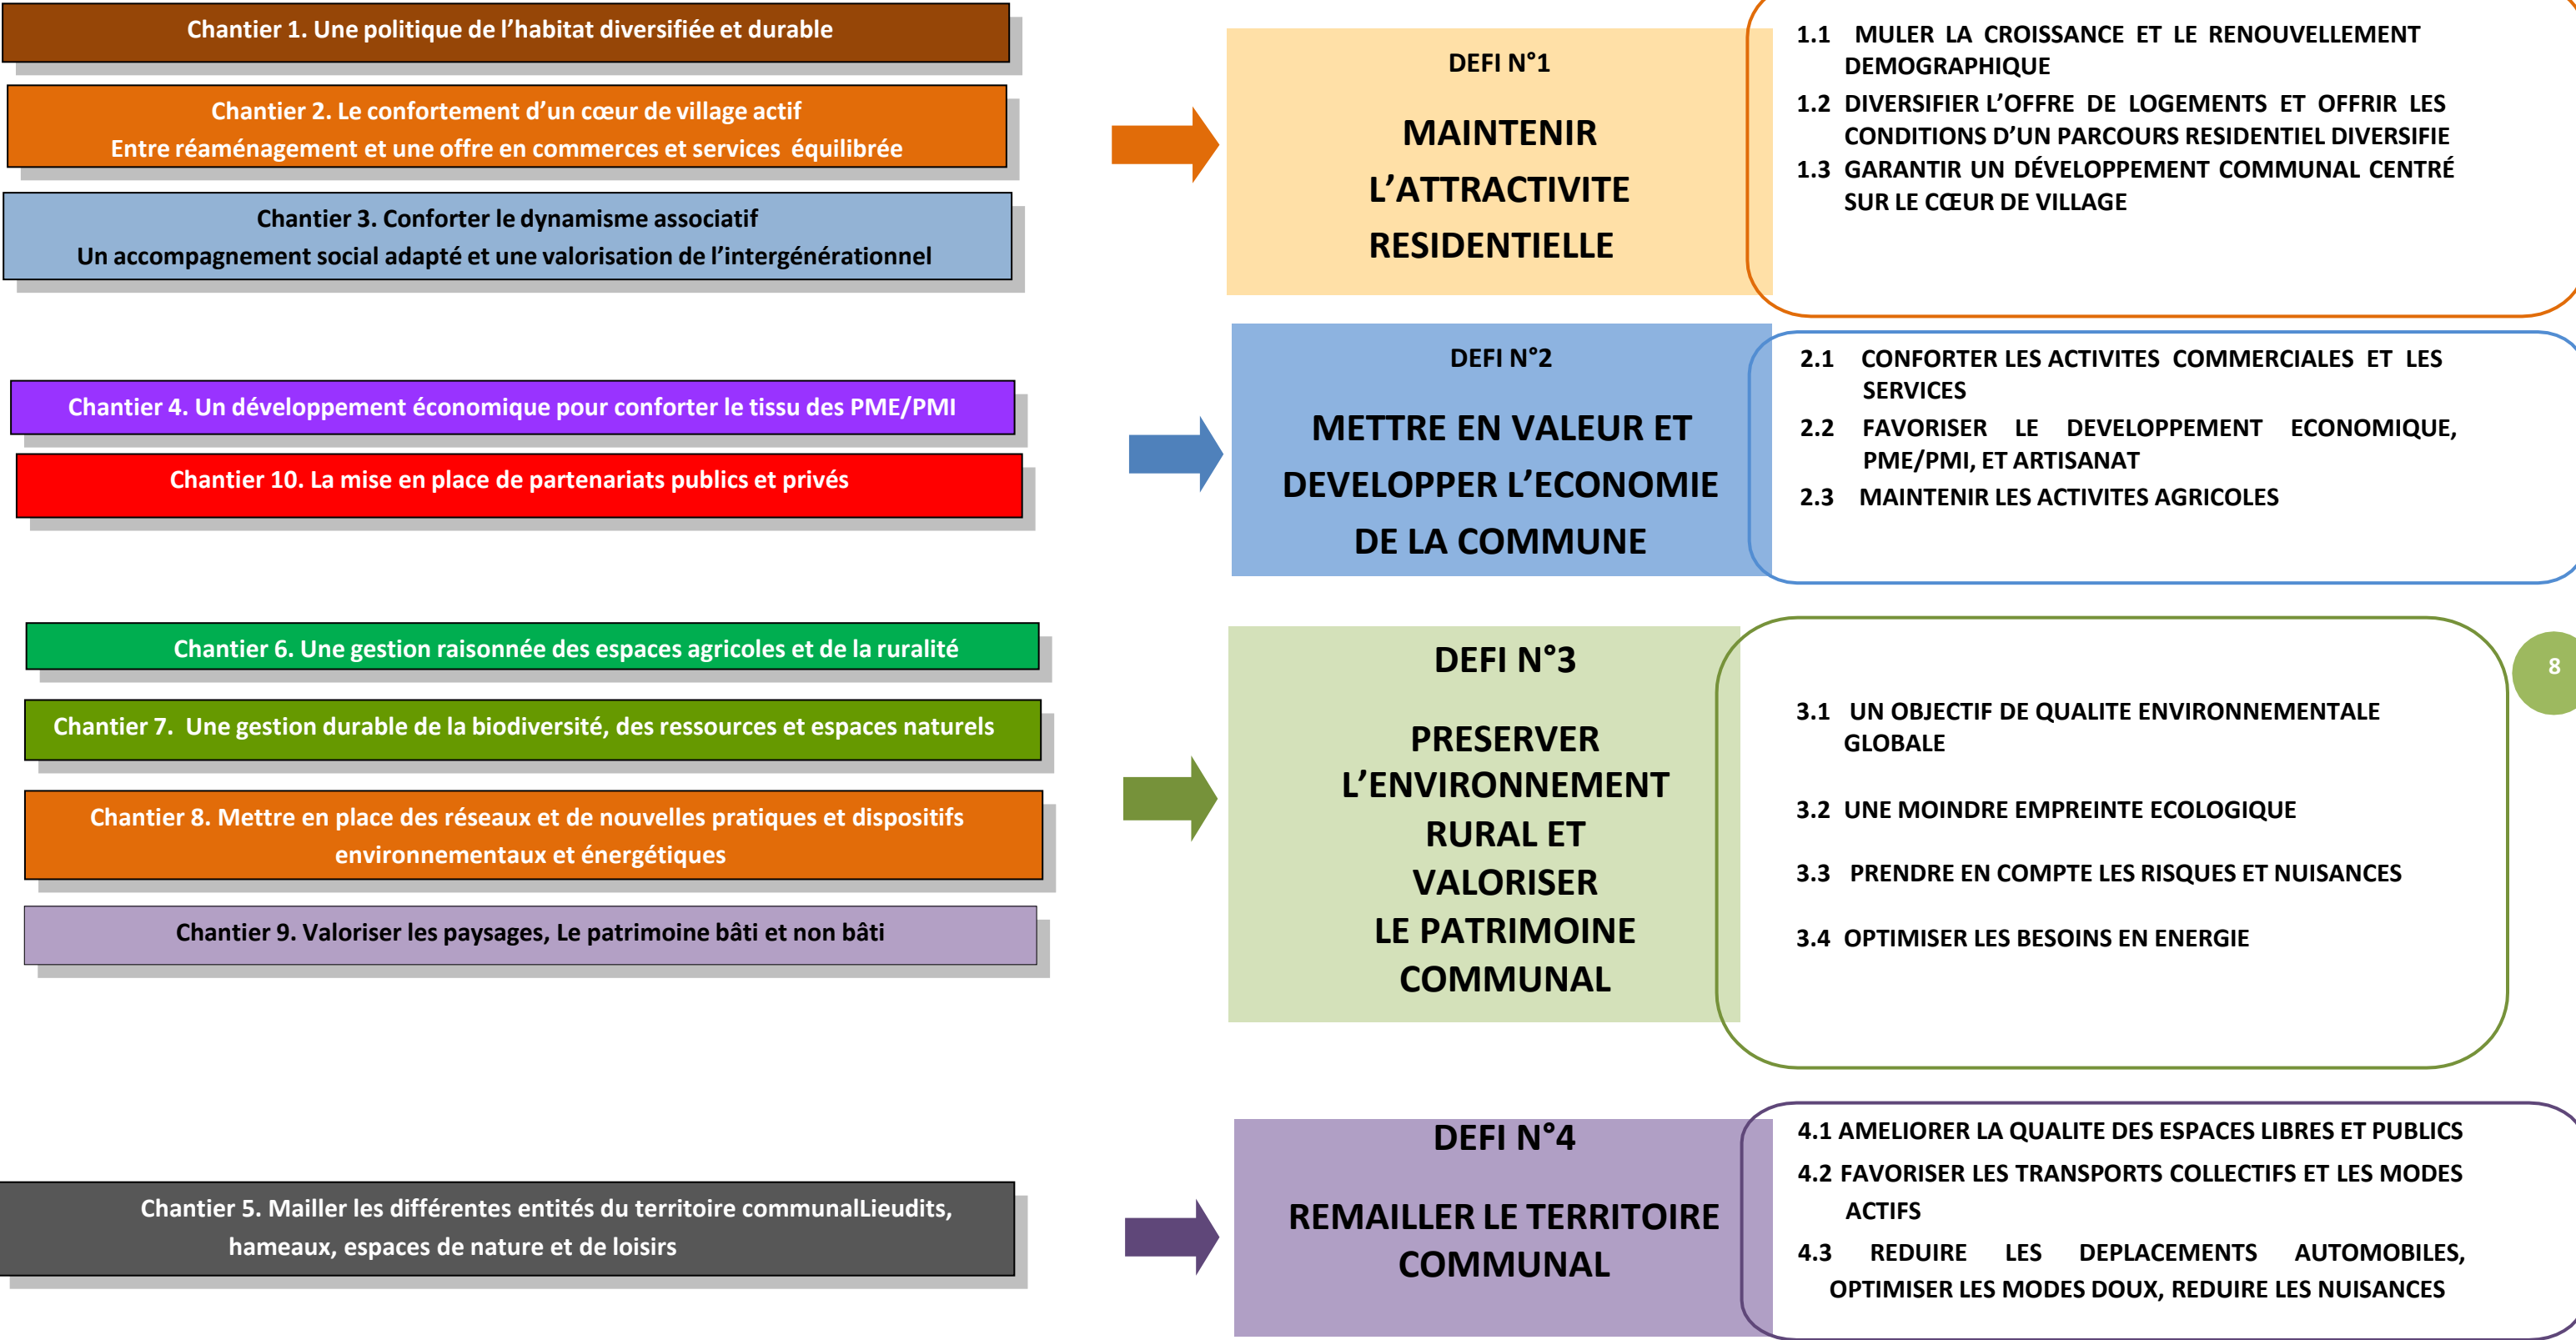 Chantier 1. Une politique de l’habitat diversifiée et durable
Chantier 2. Le confortement d’un cœur de village actif
Entre réaménagement et une offre en commerces et services équilibrée
Chantier 3. Conforter le dynamisme associatif
Un accompagnement social adapté et une valorisation de l’intergénérationnel
DEFI N°1
MAINTENIR
L’ATTRACTIVITE
RESIDENTIELLE
1.1 MULER LA CROISSANCE ET LE RENOUVELLEMENT
DEMOGRAPHIQUE
1.2 DIVERSIFIER L’OFFRE DE LOGEMENTS ET OFFRIR LES
CONDITIONS D’UN PARCOURS RESIDENTIEL DIVERSIFIE
1.3 GARANTIR UN DÉVELOPPEMENT COMMUNAL CENTRÉ
SUR LE CŒUR DE VILLAGE
Chantier 4. Un développement économique pour conforter le tissu des PME/PMI
Chantier 10. La mise en place de partenariats publics et privés
DEFI N°2
METTRE EN VALEUR ET
DEVELOPPER L’ECONOMIE
DE LA COMMUNE
2.1 CONFORTER LES ACTIVITES COMMERCIALES ET LES
SERVICES
2.2 FAVORISER LE DEVELOPPEMENT ECONOMIQUE,
PME/PMI, ET ARTISANAT
2.3 MAINTENIR LES ACTIVITES AGRICOLES
Chantier 6. Une gestion raisonnée des espaces agricoles et de la ruralité
Chantier 7. Une gestion durable de la biodiversité, des ressources et espaces naturels
Chantier 8. Mettre en place des réseaux et de nouvelles pratiques et dispositifs
environnementaux et énergétiques
Chantier 9. Valoriser les paysages, Le patrimoine bâti et non bâti
DEFI N°3
PRESERVER
L’ENVIRONNEMENT
RURAL ET
VALORISER
LE PATRIMOINE
COMMUNAL
3.1 UN OBJECTIF DE QUALITE ENVIRONNEMENTALE
GLOBALE
3.2 UNE MOINDRE EMPREINTE ECOLOGIQUE
3.3 PRENDRE EN COMPTE LES RISQUES ET NUISANCES
3.4 OPTIMISER LES BESOINS EN ENERGIE
8
Chantier 5. Mailler les différentes entités du territoire communalLieudits,
hameaux, espaces de nature et de loisirs
DEFI N°4
REMAILLER LE TERRITOIRE
COMMUNAL
4.1 AMELIORER LA QUALITE DES ESPACES LIBRES ET PUBLICS
4.2 FAVORISER LES TRANSPORTS COLLECTIFS ET LES MODES
ACTIFS
4.3 REDUIRE LES DEPLACEMENTS AUTOMOBILES,
OPTIMISER LES MODES DOUX, REDUIRE LES NUISANCES